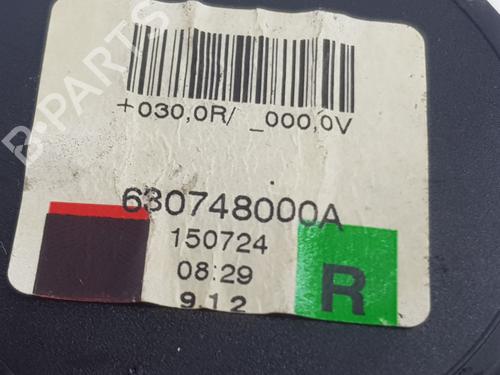 B-PARTS
+030,0R/ _000,0V
630748000A
150724
08:29
912
R